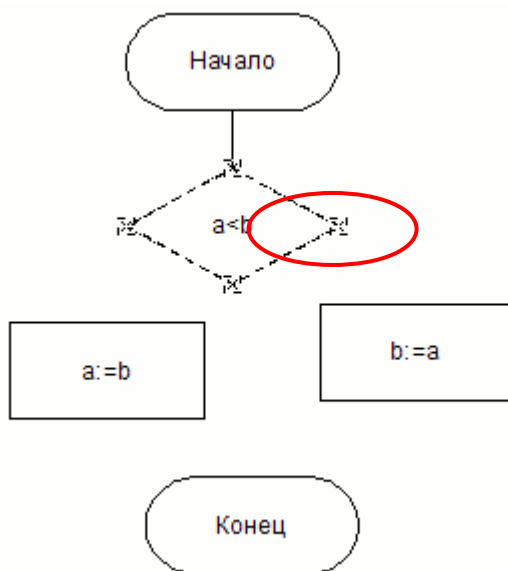 Начало
a<b
a:=b
b:=a
Конец